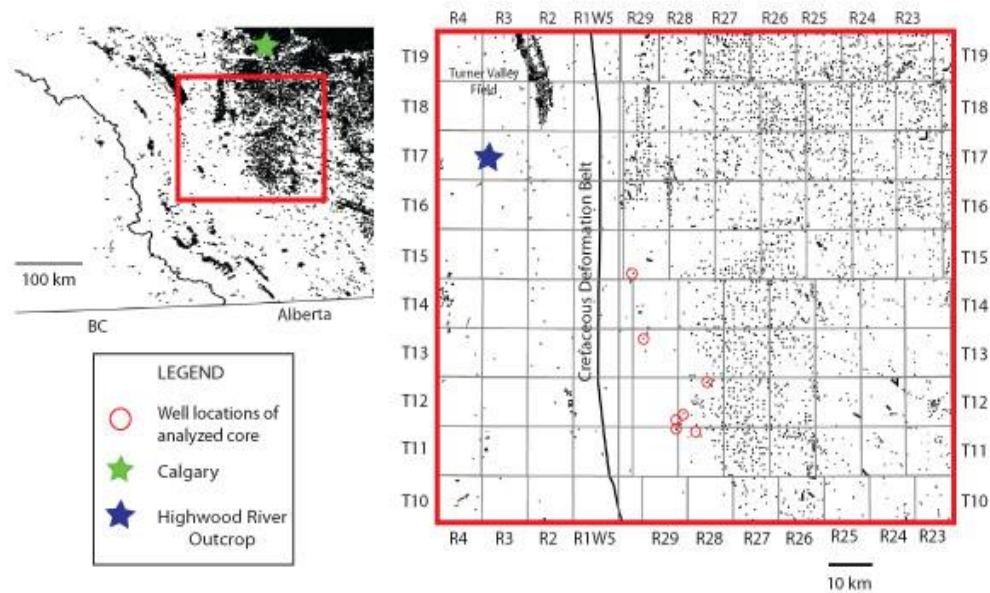 100 km
BC
Alberta
LEGEND
Well locations of
analyzed core
Calgary
Highwood River
Outcrop
R4 R3 R2 R1W5 R29 R28 R27 R26 R25 R24 R23
T19 T19
Turner Valley
Field
T18 T18
T17 T17
T16 T16
T15 T15
T14 T14
T13 T13
T12 T12
T11 T11
T10 T10
Cretaceous Deformation Belt
R4 R3 R2 R1W5 R29 R28 R27 R26 R25 R24 R23
10 km